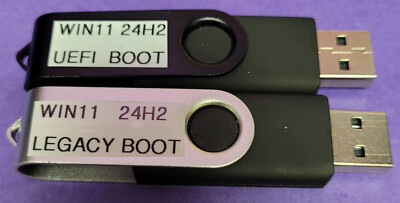 WIN11 24H2
UEFI BOOT
WIN11 24H2
LEGACY BOOT